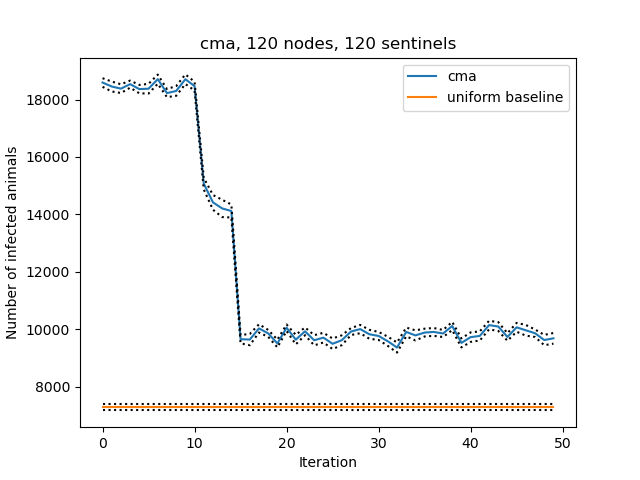 cma, 120 nodes, 120 sentinels
cma
uniform baseline
Number of infected animals
18000
16000
14000
12000
10000
8000
0 10 20 30 40 50
Iteration